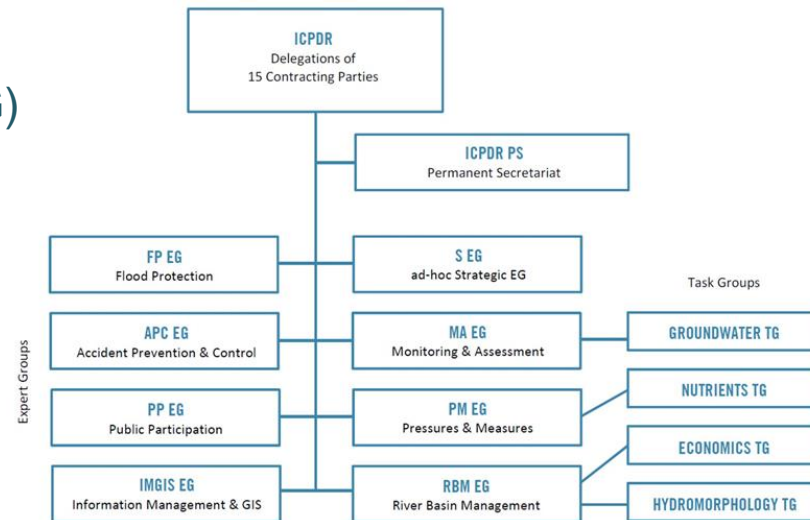 )
ICPDR
Delegations of
15 Contracting Parties
ICPDR PS
Permanent Secretariat
Expert Groups
FP EG
Flood Protection
S EG
ad-hoc Strategic EG
Task Groups
APC EG
Accident Prevention & Control
MA EG
Monitoring & Assessment
GROUNDWATER TG
PP EG
Public Participation
PM EG
Pressures & Measures
NUTRIENTS TG
ECONOMICS TG
IMGIS EG
Information Management & GIS
RBM EG
River Basin Management
HYDROMORPHOLOGY TG